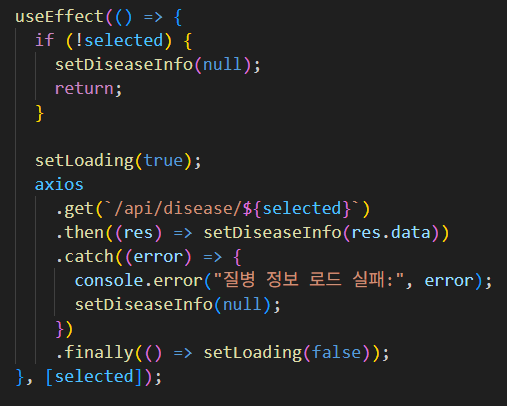 useEffect(() => {
  if (!selected) {
    setDiseaseInfo(null);
    return;
  }

  setLoading(true);
  axios
    .get(`/api/disease/${selected}`)
    .then((res) => setDiseaseInfo(res.data))
    .catch((error) => {
      console.error("질병 정보 로드 실패:", error);
      setDiseaseInfo(null);
    })
    .finally(() => setLoading(false));
}, [selected]);